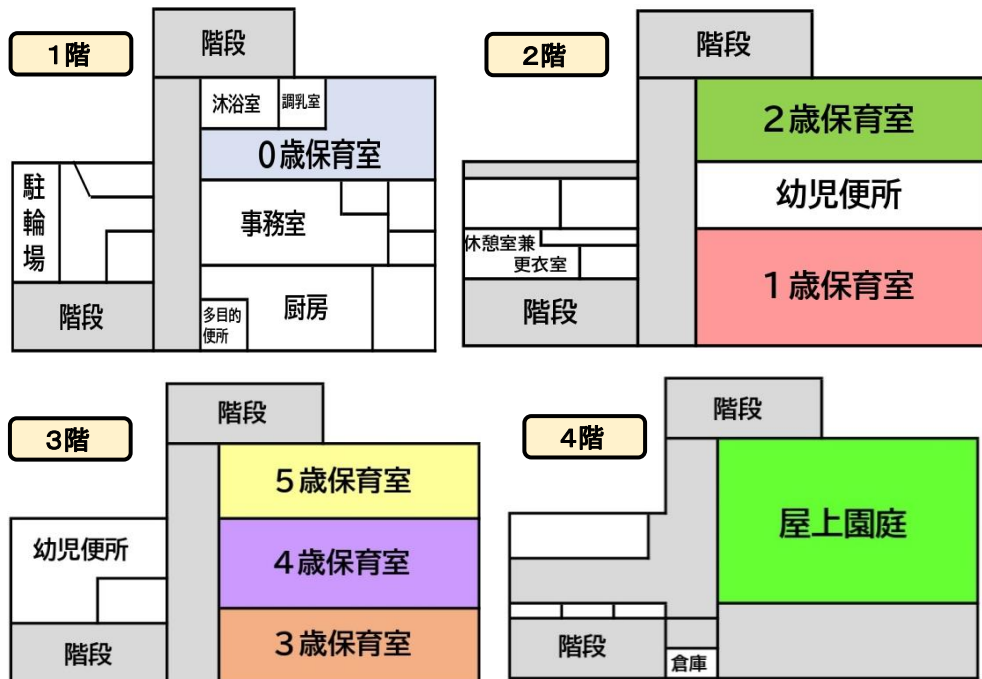 1階
階段
沐浴室
調乳室
0歳保育室
駐
輪
場
事務室
階段
多目的
便所
厨房
2階
階段
2歳保育室
幼児便所
休憩室兼
更衣室
1歳保育室
階段
3階
階段
5歳保育室
幼児便所
4歳保育室
階段
3歳保育室
4階
階段
屋上園庭
階段
倉庫